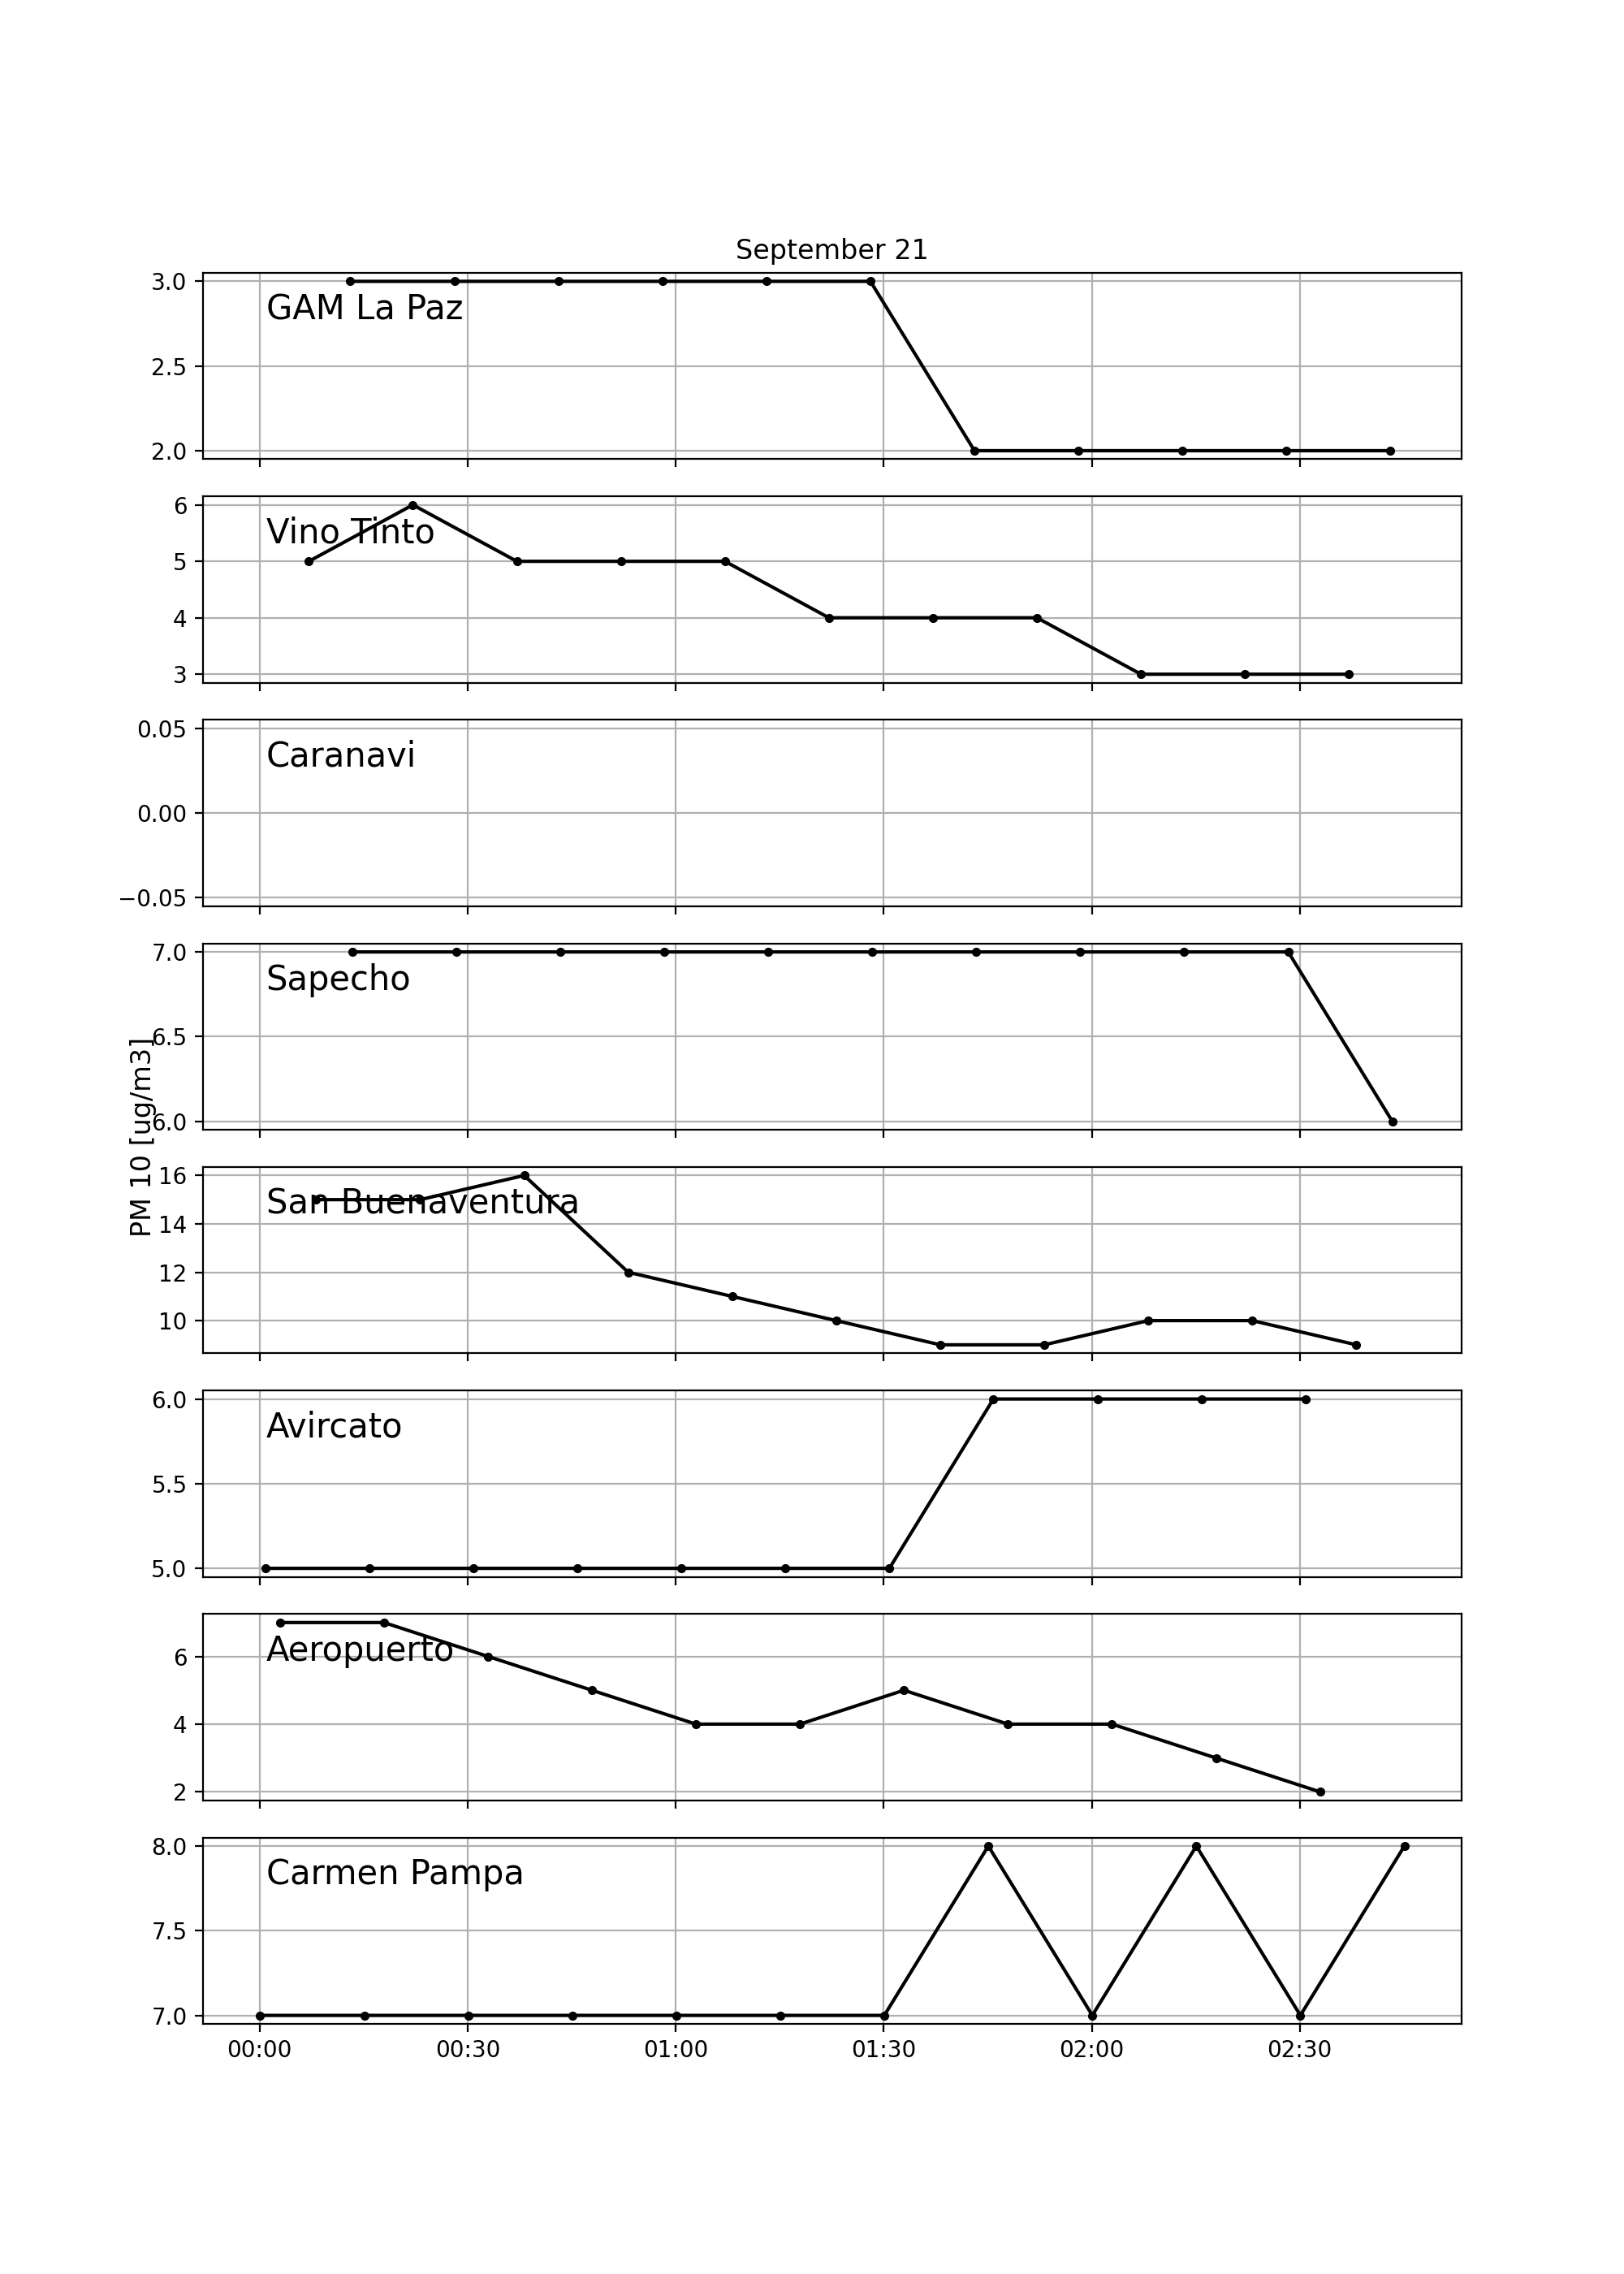 September 21
3.0
GAM La Paz
2.5
2.0
6
Vino Tinto
5
4
3
0.05
Caranavi
0.00
−0.05
7.0
Sapecho
6.5
6.0
PM 10 [ug/m3]
16
San Buenaventura
14
12
10
6.0
Avircato
5.5
5.0
Aeropuerto
6
4
2
8.0
Carmen Pampa
7.5
7.0
00:00 00:30 01:00 01:30 02:00 02:30